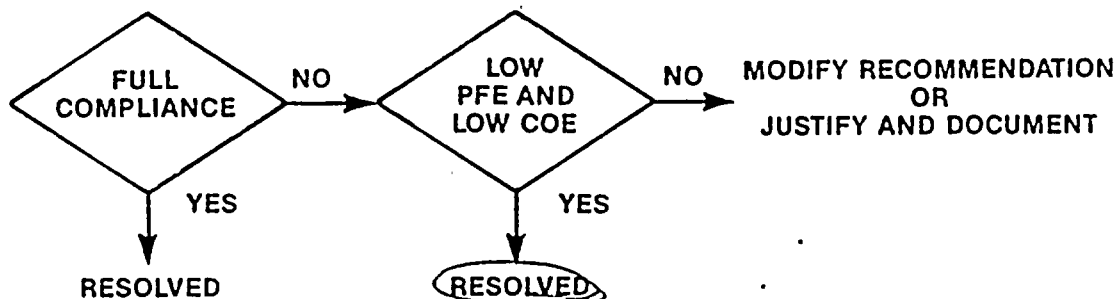 FULL
COMPLIANCE
NO
LOW
PFE AND
LOW COE
NO
MODIFY RECOMMENDATION
OR
JUSTIFY AND DOCUMENT
YES
YES
RESOLVED
RESOLVED